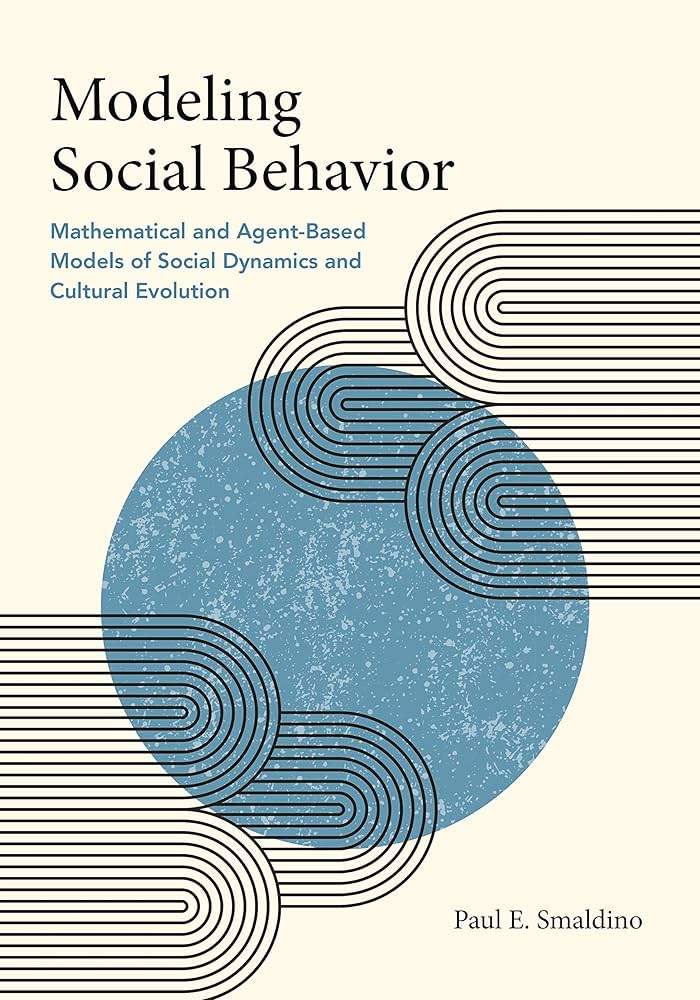 Modeling
Social Behavior
Mathematical and Agent-Based
Models of Social Dynamics and
Cultural Evolution
Paul E. Smaldino